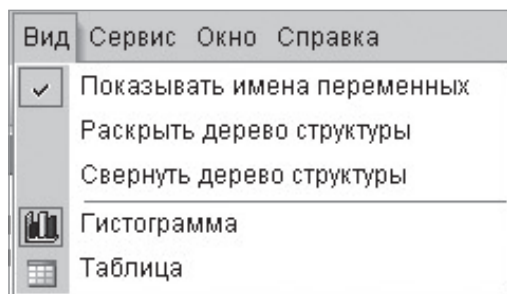 Вид Сервис Окно Справка
Показывать имена переменных
Раскрыть дерево структуры
Свернуть дерево структуры
Гистограмма
Таблица